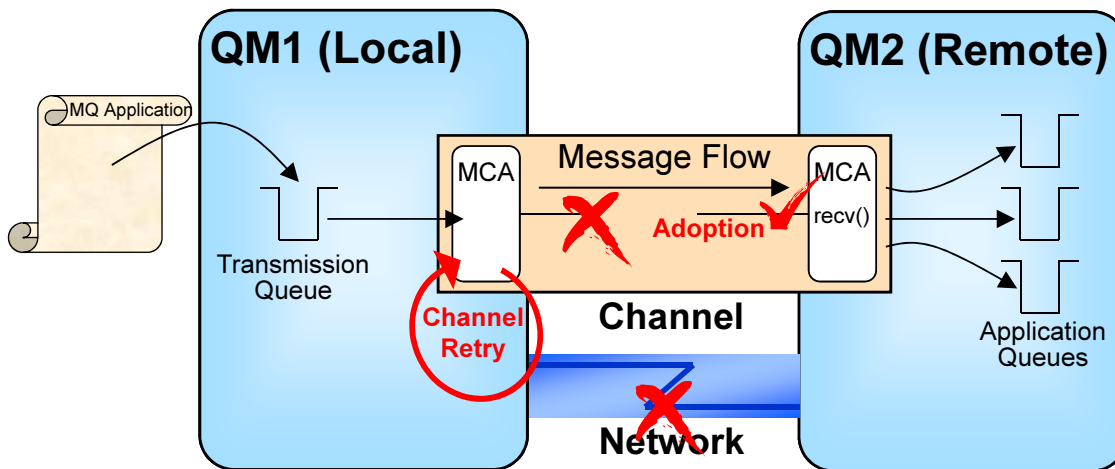 QM1 (Local)
QM2 (Remote)
MQ Application
MCA
Message Flow
MCA
Adoption
recv()
Transmission
Queue
Channel
Retry
Channel
Application
Queues
Network